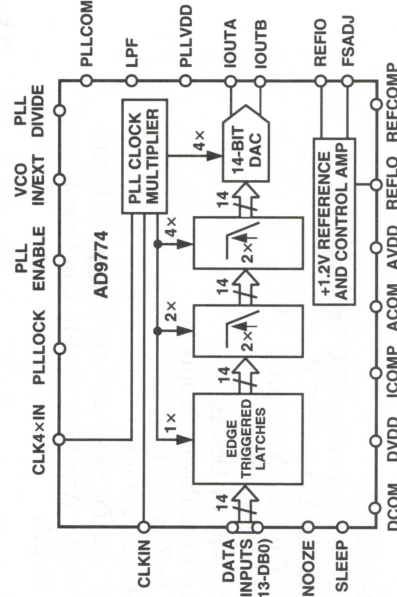 CLK4×IN
PLLLOCK
PLL
ENABLE
VCO
IN/EXT
PLL
DIVIDE
AD9774
PLL CLOCK
MULTIPLIER
PLLCOM
LPF
PLLVDD
IOUTA
IOUTB
REFIO
FSADJ
CLKIN
DATA
INPUTS
13-DB0)
NOOZE
SLEEP
1×
2×
4×
4×
14
EDGE
TRIGGERED
LATCHES
14
2×
14
2×
14
14-BIT
DAC
+1.2V REFERENCE
AND CONTROL AMP
DCOM
DVDD
ICOMP
ACOM
AVDD
REFLO
REFCOMP